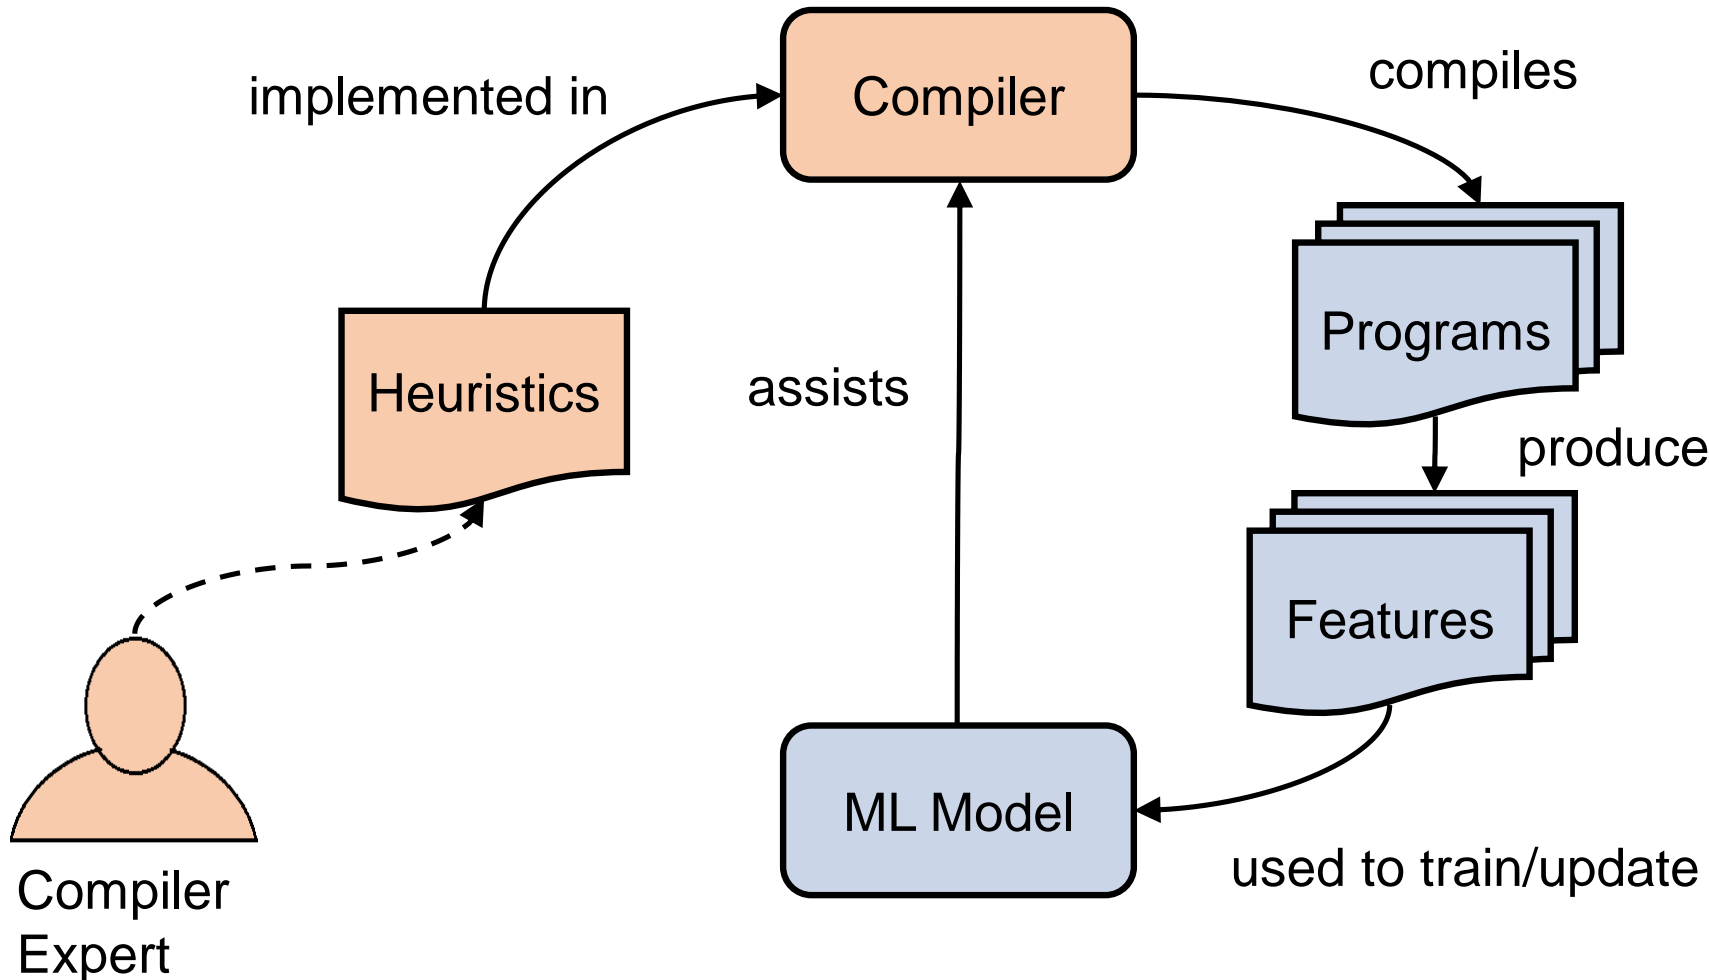 Compiler
implemented in
compiles
Programs
Heuristics
assists
produce
Features
ML Model
used to train/update
Compiler
Expert